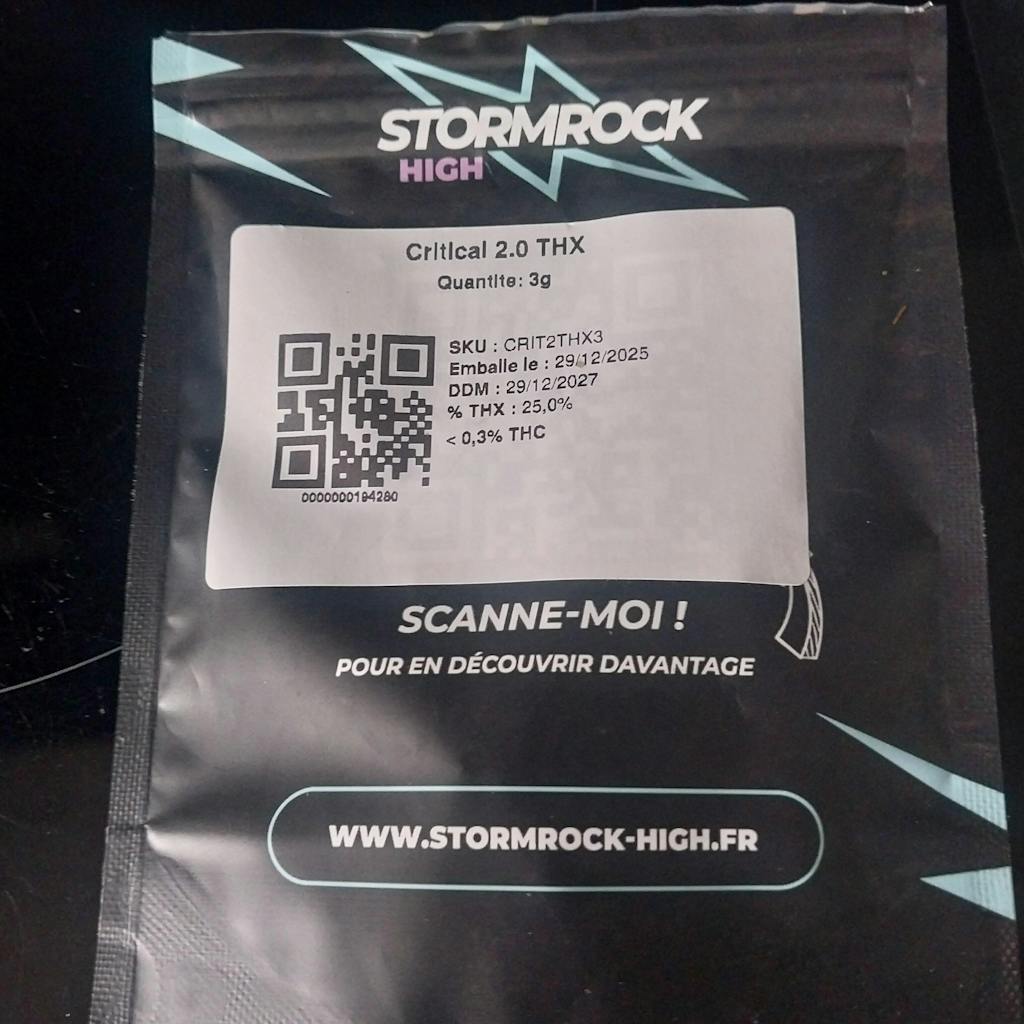 STORMROCK
HIGH
Critical 2.0 THX
Quantite: 3g
SKU : CRIT2THX3
Emballe le : 29/12/2025
DDM : 29/12/2027
% THX : 25,0%
< 0,3% THC
0000000194280
SCANNE-MOI !
POUR EN DÉCOUVRIR DAVANTAGE
WWW.STORMROCK-HIGH.FR